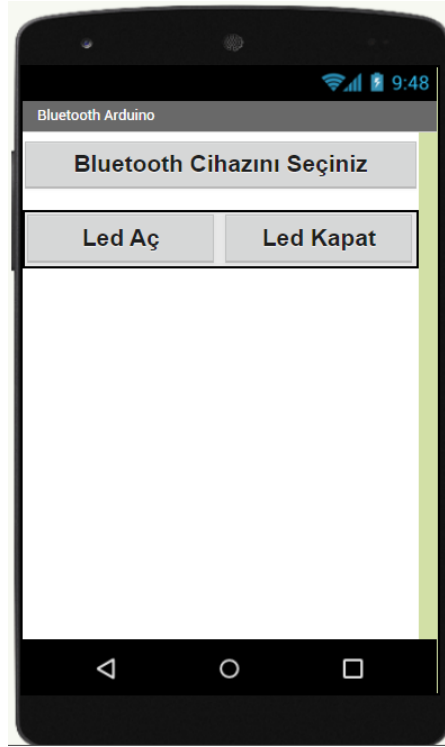 9:48
Bluetooth Arduino
Bluetooth Cihazını Seçiniz
Led Aç Led Kapat